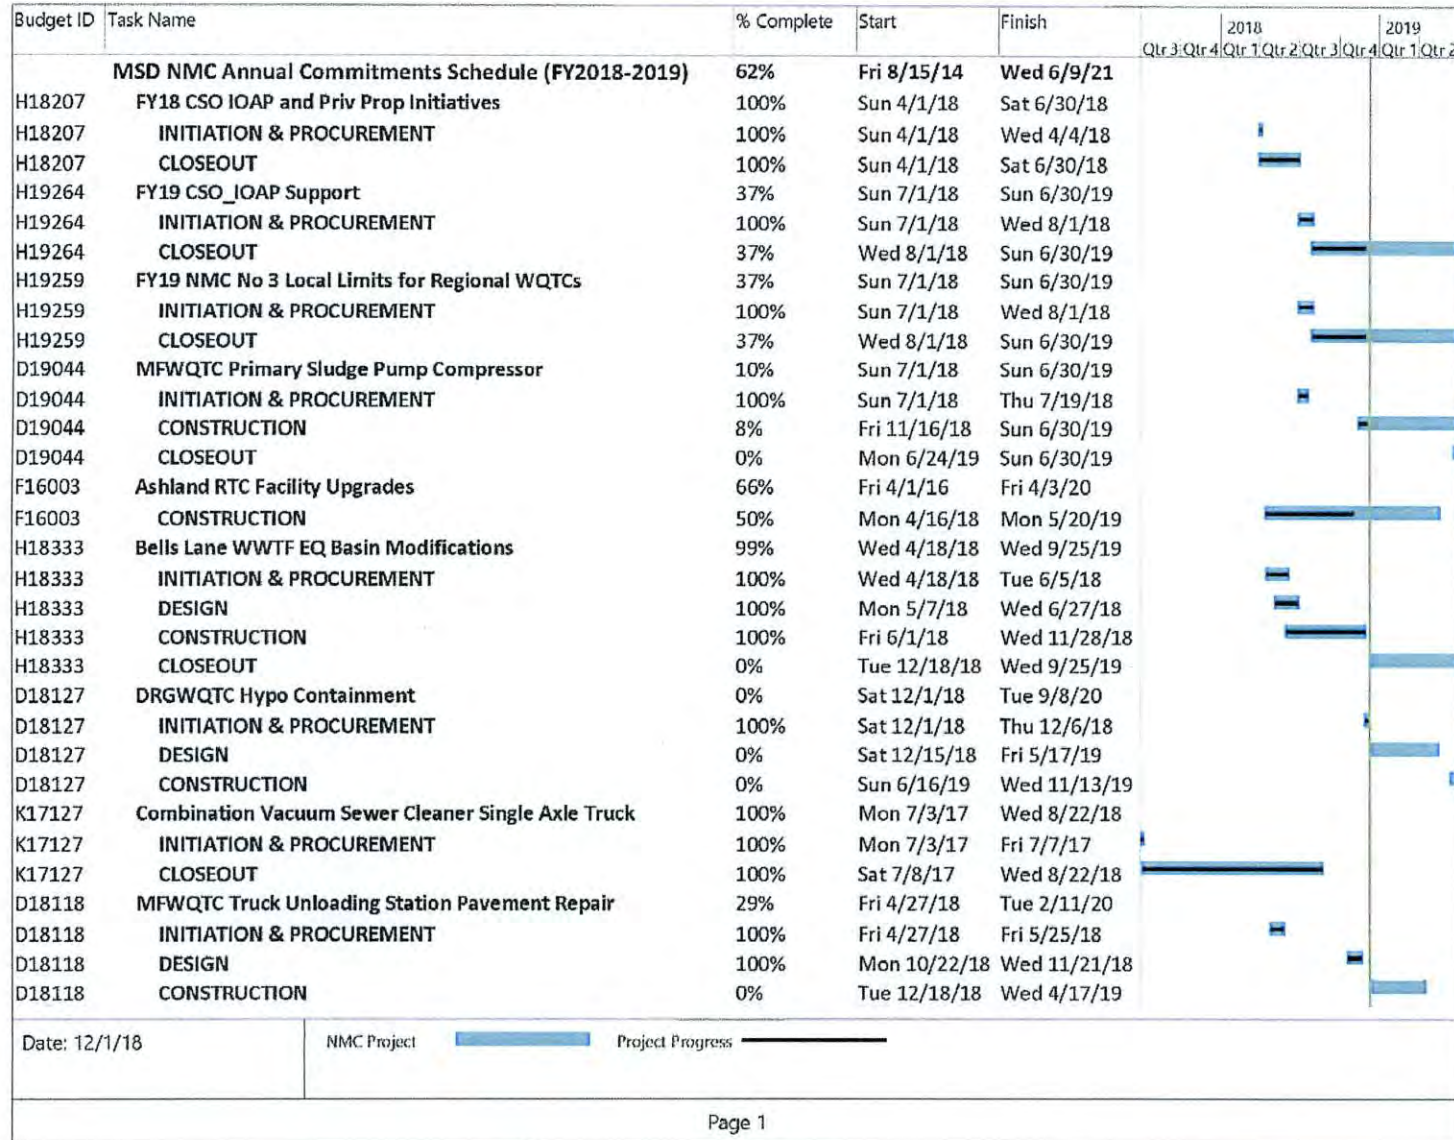 Budget ID Task Name % Complete Start Finish 2018 2019
Qtr 3 Qtr 4 Qtr 1 Qtr 2 Qtr 3 Qtr 4 Qtr 1 Qtr 2
MSD NMC Annual Commitments Schedule (FY2018-2019) 62% Fri 8/15/14 Wed 6/9/21
H18207 FY18 CSO IOAP and Priv Prop Initiatives 100% Sun 4/1/18 Sat 6/30/18
H18207 INITIATION & PROCUREMENT 100% Sun 4/1/18 Wed 4/4/18
H18207 CLOSEOUT 100% Sun 4/1/18 Sat 6/30/18
H19264 FY19 CSO_IOAP Support 37% Sun 7/1/18 Sun 6/30/19
H19264 INITIATION & PROCUREMENT 100% Sun 7/1/18 Wed 8/1/18
H19264 CLOSEOUT 37% Wed 8/1/18 Sun 6/30/19
H19259 FY19 NMC No 3 Local Limits for Regional WQTCs 37% Sun 7/1/18 Sun 6/30/19
H19259 INITIATION & PROCUREMENT 100% Sun 7/1/18 Wed 8/1/18
H19259 CLOSEOUT 37% Wed 8/1/18 Sun 6/30/19
D19044 MFWQTC Primary Sludge Pump Compressor 10% Sun 7/1/18 Sun 6/30/19
D19044 INITIATION & PROCUREMENT 100% Sun 7/1/18 Thu 7/19/18
D19044 CONSTRUCTION 8% Fri 11/16/18 Sun 6/30/19
D19044 CLOSEOUT 0% Mon 6/24/19 Sun 6/30/19
F16003 Ashland RTC Facility Upgrades 66% Fri 4/1/16 Fri 4/3/20
F16003 CONSTRUCTION 50% Mon 4/16/18 Mon 5/20/19
H18333 Bells Lane WWTF EQ Basin Modifications 99% Wed 4/18/18 Wed 9/25/19
H18333 INITIATION & PROCUREMENT 100% Wed 4/18/18 Tue 6/5/18
H18333 DESIGN 100% Mon 5/7/18 Wed 6/27/18
H18333 CONSTRUCTION 100% Fri 6/1/18 Wed 11/28/18
H18333 CLOSEOUT 0% Tue 12/18/18 Wed 9/25/19
D18127 DRGWQTC Hypo Containment 0% Sat 12/1/18 Tue 9/8/20
D18127 INITIATION & PROCUREMENT 100% Sat 12/1/18 Thu 12/6/18
D18127 DESIGN 0% Sat 12/15/18 Fri 5/17/19
D18127 CONSTRUCTION 0% Sun 6/16/19 Wed 11/13/19
K17127 Combination Vacuum Sewer Cleaner Single Axle Truck 100% Mon 7/3/17 Wed 8/22/18
K17127 INITIATION & PROCUREMENT 100% Mon 7/3/17 Fri 7/7/17
K17127 CLOSEOUT 100% Sat 7/8/17 Wed 8/22/18
D18118 MFWQTC Truck Unloading Station Pavement Repair 29% Fri 4/27/18 Tue 2/11/20
D18118 INITIATION & PROCUREMENT 100% Fri 4/27/18 Fri 5/25/18
D18118 DESIGN 100% Mon 10/22/18 Wed 11/21/18
D18118 CONSTRUCTION 0% Tue 12/18/18 Wed 4/17/19
Date: 12/1/18 NMC Project Project Progress
Page 1